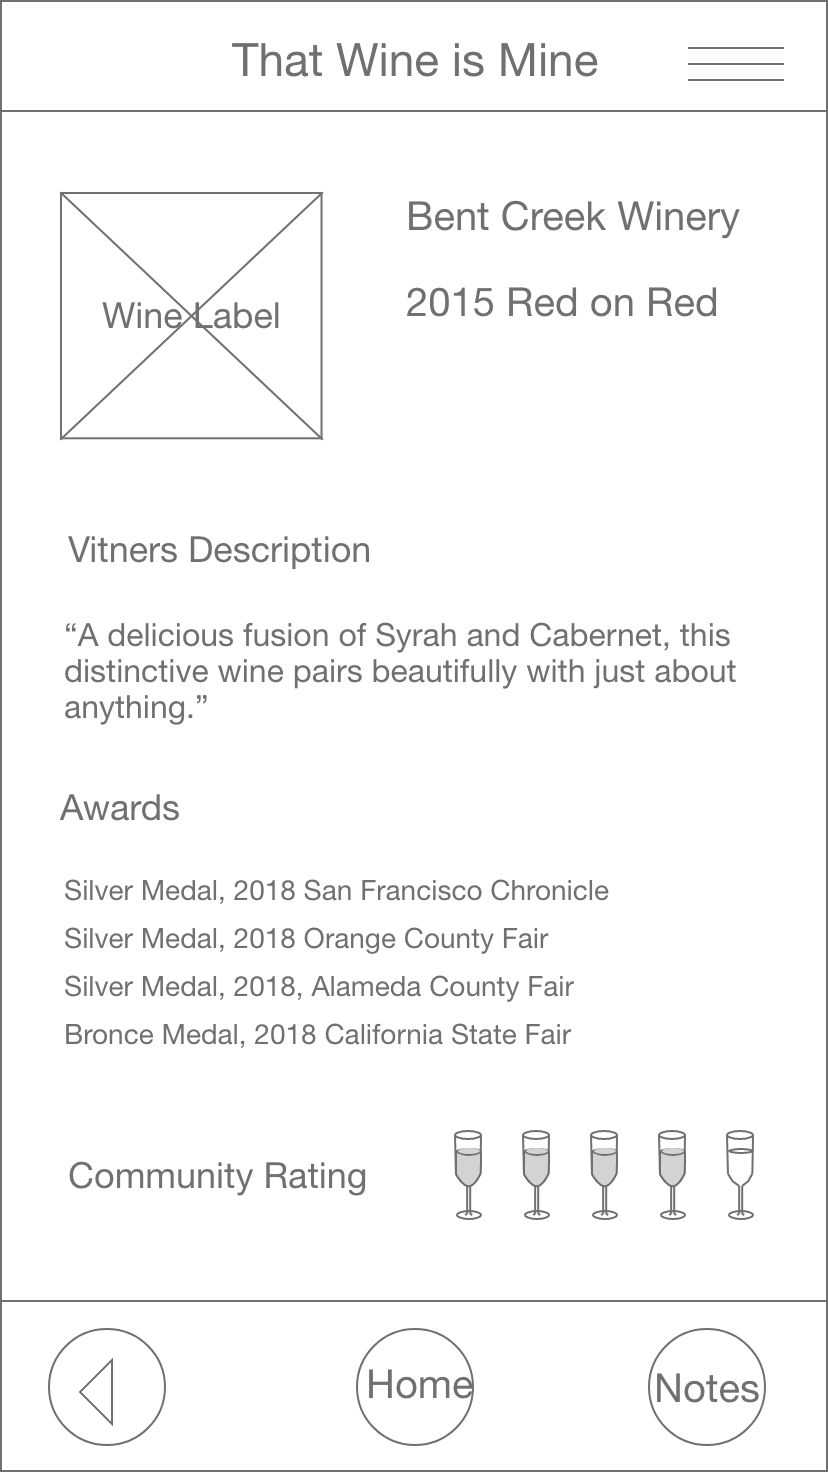 That Wine is Mine
Wine Label
Bent Creek Winery
2015 Red on Red
Vitners Description
“A delicious fusion of Syrah and Cabernet, this
distinctive wine pairs beautifully with just about
anything.”
Awards
Silver Medal, 2018 San Francisco Chronicle
Silver Medal, 2018 Orange County Fair
Silver Medal, 2018, Alameda County Fair
Bronce Medal, 2018 California State Fair
Community Rating
Home
Notes